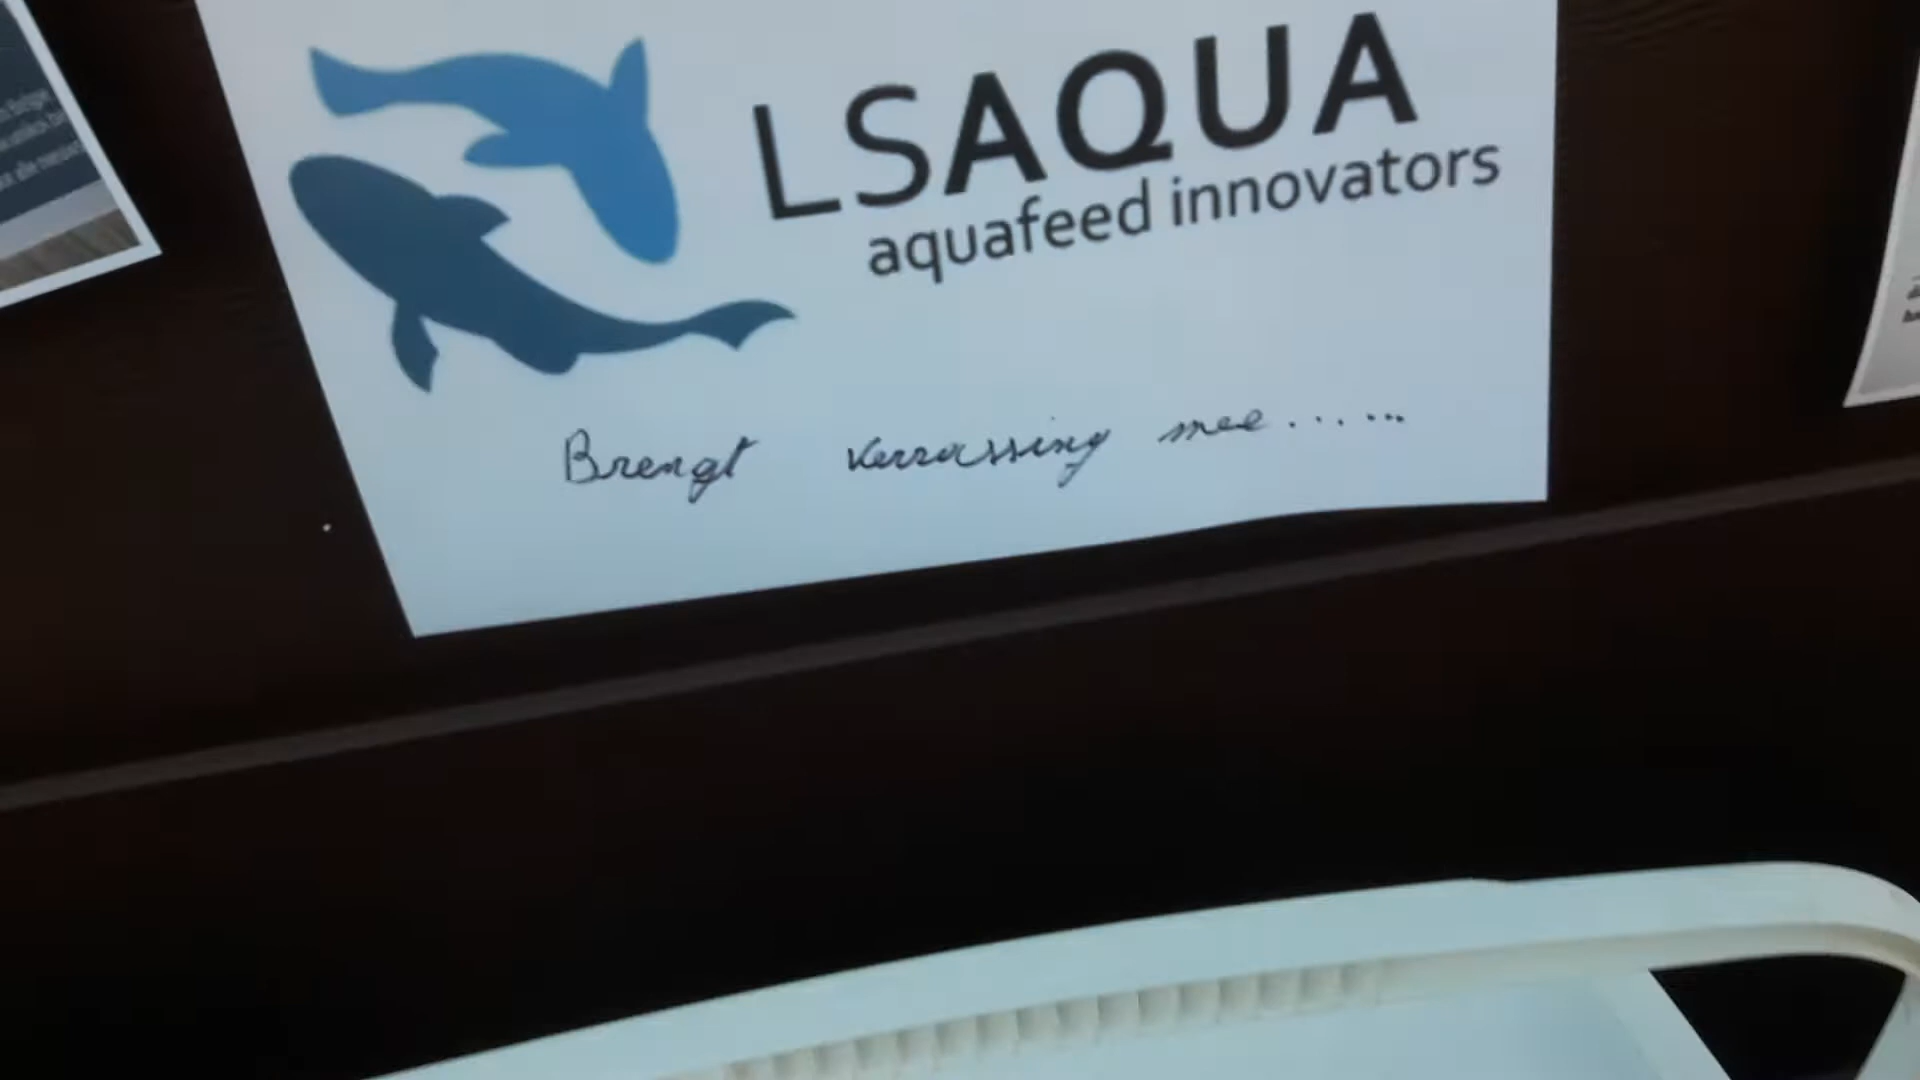 LSAQUA
aquafeed innovators
Brengt verrassing mee......